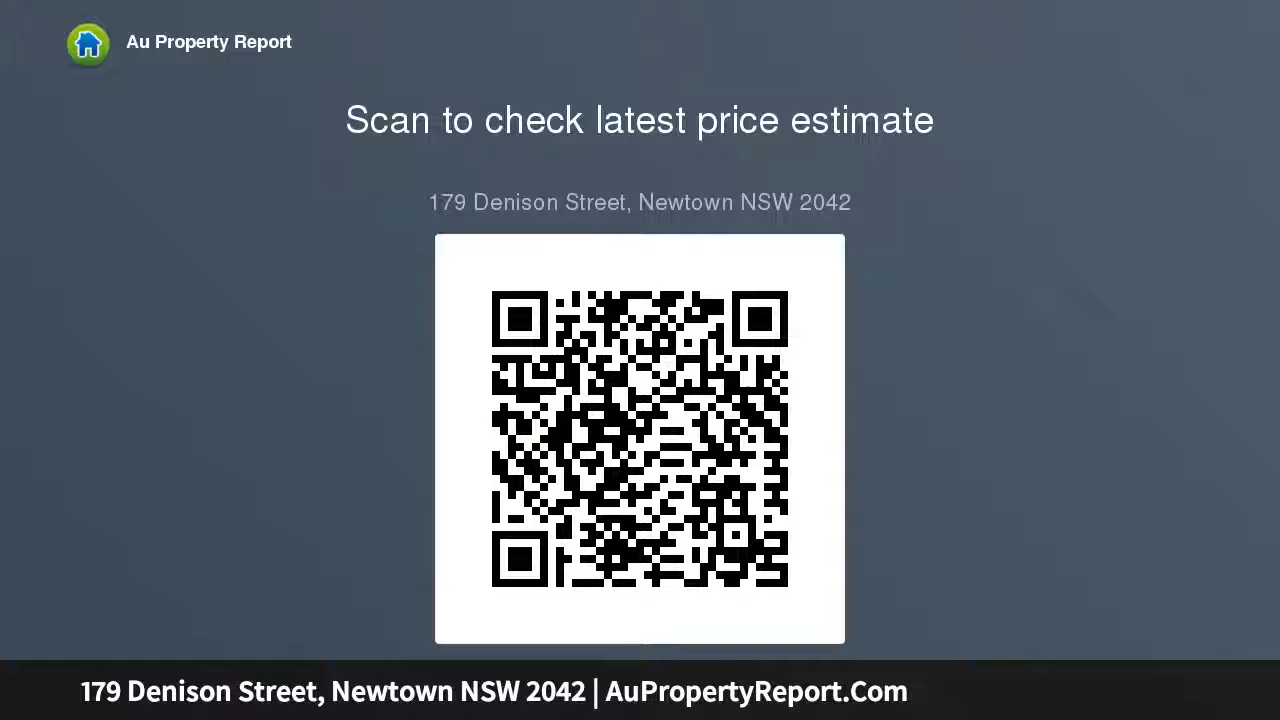 Au Property Report
Scan to check latest price estimate
179 Denison Street, Newtown NSW 2042
179 Denison Street, Newtown NSW 2042 | AuPropertyReport.Com